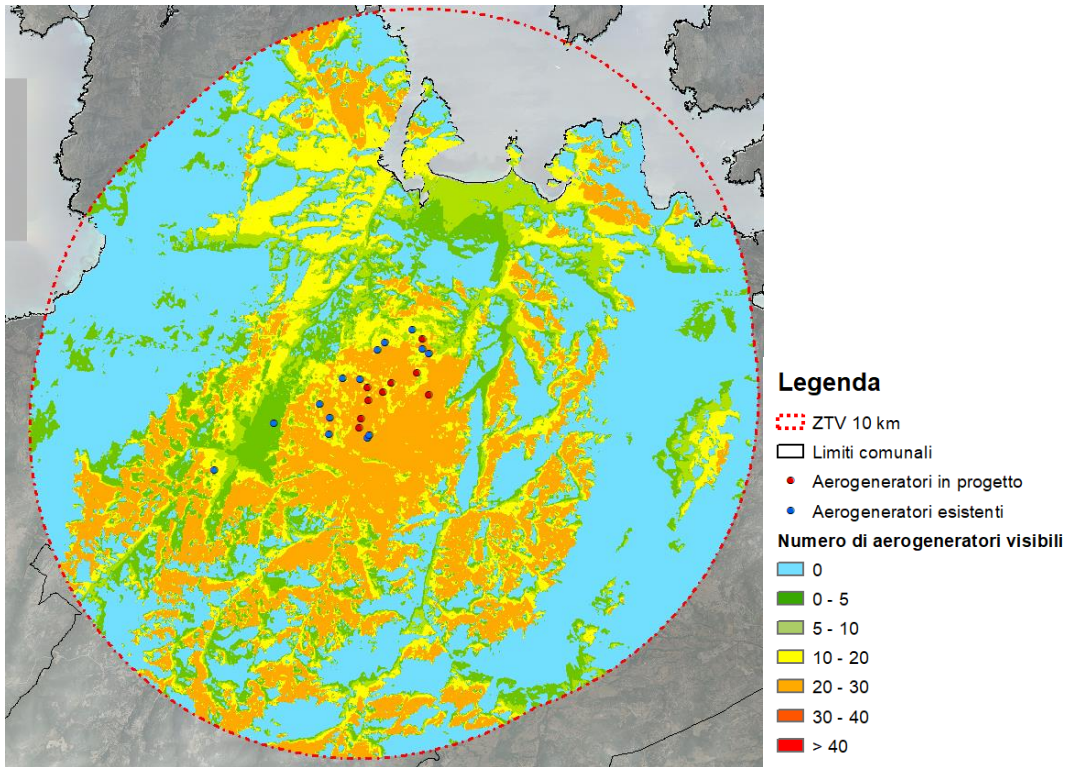 Legenda
ZTV 10 km
Limiti comunali
Aerogeneratori in progetto
Aerogeneratori esistenti
Numero di aerogeneratori visibili
0
0 - 5
5 - 10
10 - 20
20 - 30
30 - 40
> 40